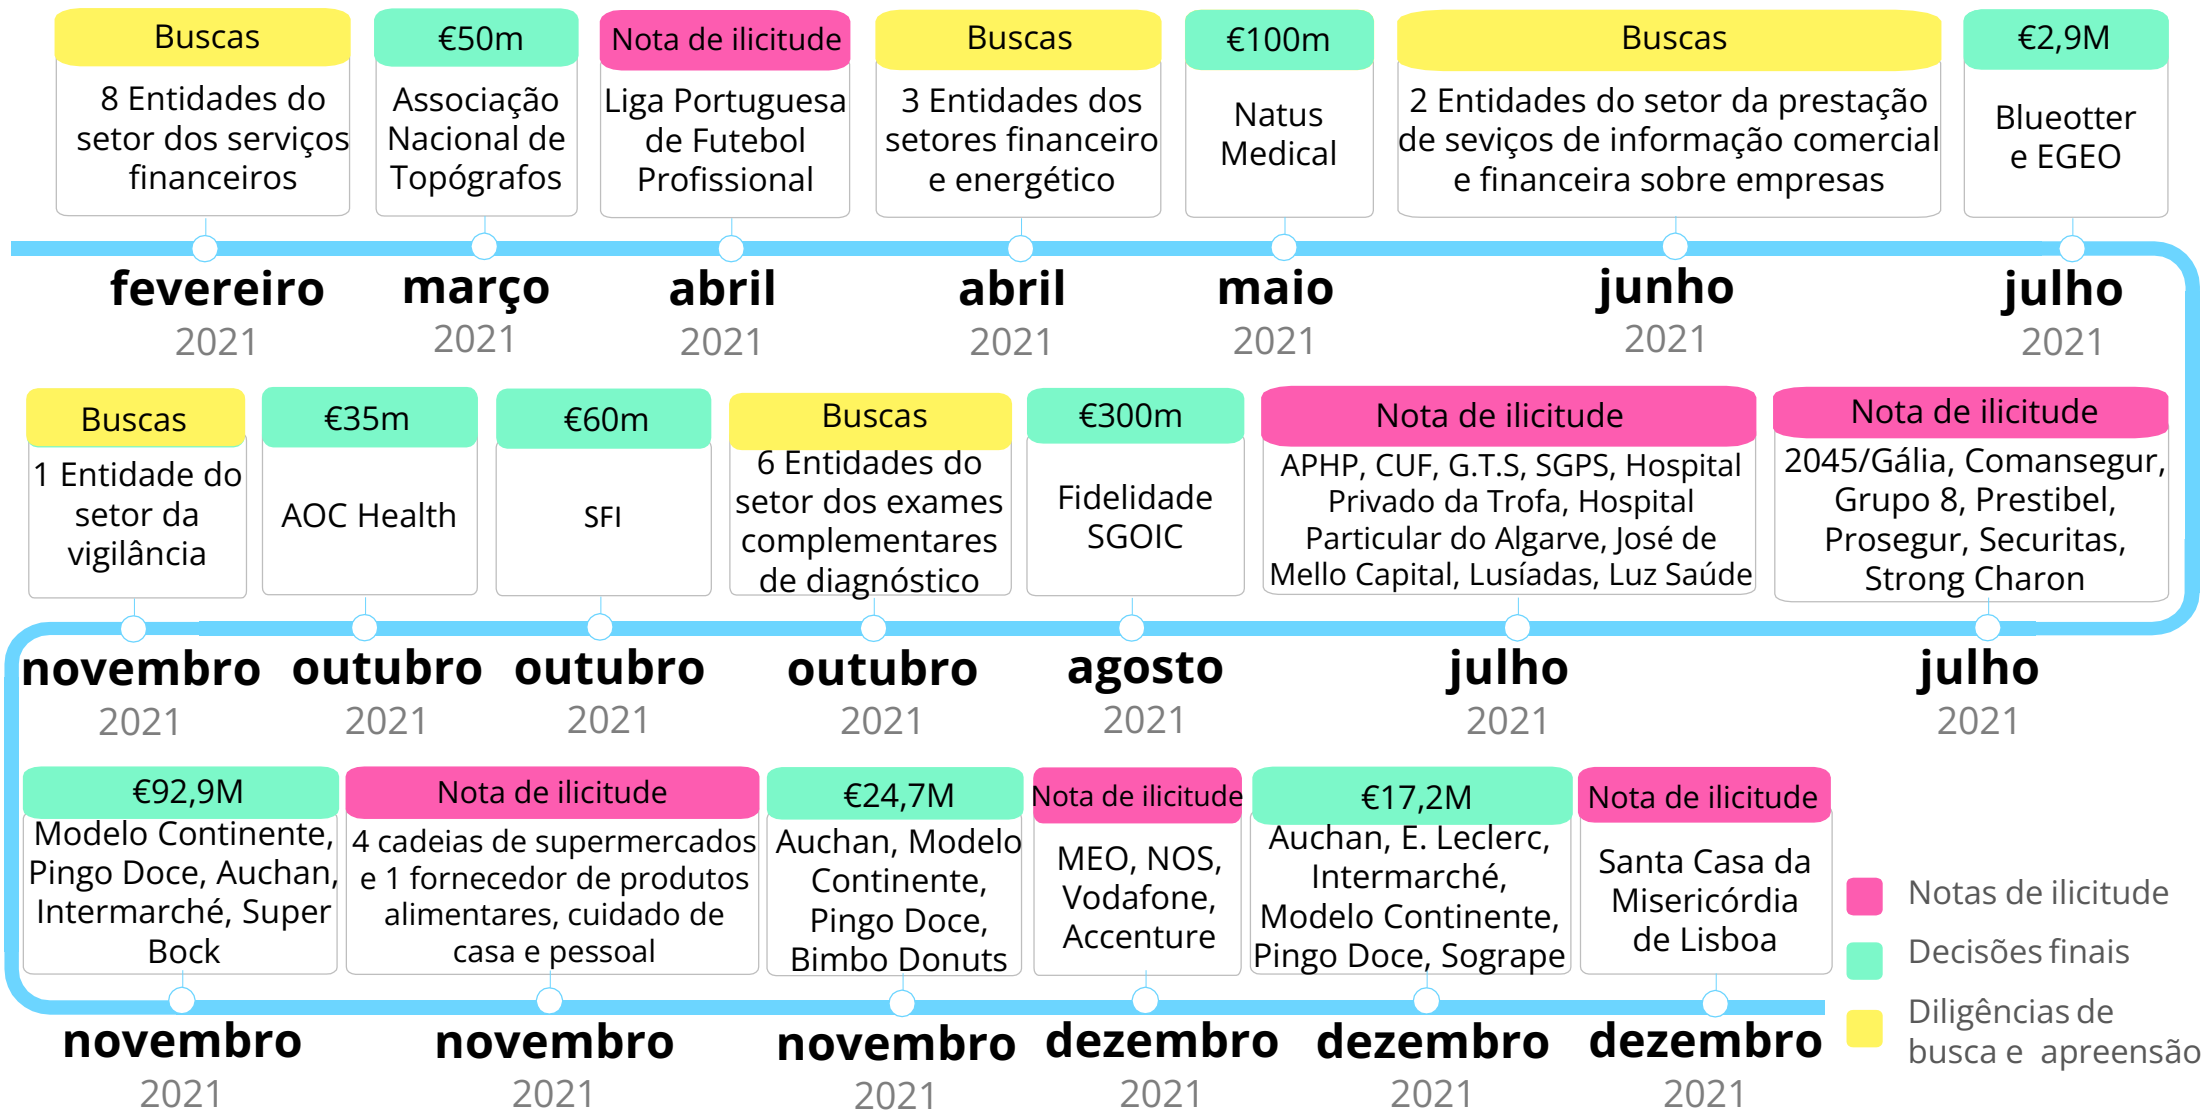 Buscas
8 Entidades do
setor dos serviços
financeiros
fevereiro
2021
€50m
Associação
Nacional de
Topógrafos
março
2021
Nota de ilicitude
Liga Portuguesa
de Futebol
Profissional
abril
2021
Buscas
3 Entidades dos
setores financeiro
e energético
abril
2021
€100m
Natus
Medical
maio
2021
Buscas
2 Entidades do setor da prestação
de seviços de informação comercial
e financeira sobre empresas
junho
2021
€2,9M
Blueotter
e EGEO
julho
2021
Nota de ilicitude
2045/Gália, Comansegur,
Grupo 8, Prestibel,
Prosegur, Securitas,
Strong Charon
julho
2021
Nota de ilicitude
APHP, CUF, G.T.S, SGPS, Hospital
Privado da Trofa, Hospital
Particular do Algarve, José de
Mello Capital, Lusíadas, Luz Saúde
julho
2021
€300m
Fidelidade
SGOIC
agosto
2021
Buscas
6 Entidades do
setor dos exames
complementares
de diagnóstico
outubro
2021
€60m
SFI
outubro
2021
€35m
AOC Health
outubro
2021
Buscas
1 Entidade do
setor da
vigilância
novembro
2021
€92,9M
Modelo Continente,
Pingo Doce, Auchan,
Intermarché, Super
Bock
novembro
2021
Nota de ilicitude
4 cadeias de supermercados
e 1 fornecedor de produtos
alimentares, cuidado de
casa e pessoal
novembro
2021
€24,7M
Auchan, Modelo
Continente,
Pingo Doce,
Bimbo Donuts
novembro
2021
Nota de ilicitude
MEO, NOS,
Vodafone,
Accenture
dezembro
2021
€17,2M
Auchan, E. Leclerc,
Intermarché,
Modelo Continente,
Pingo Doce, Sogrape
dezembro
2021
Nota de ilicitude
Santa Casa da
Misericórdia
de Lisboa
dezembro
2021
Notas de ilicitude
Decisões finais
Diligências de
busca e apreensão